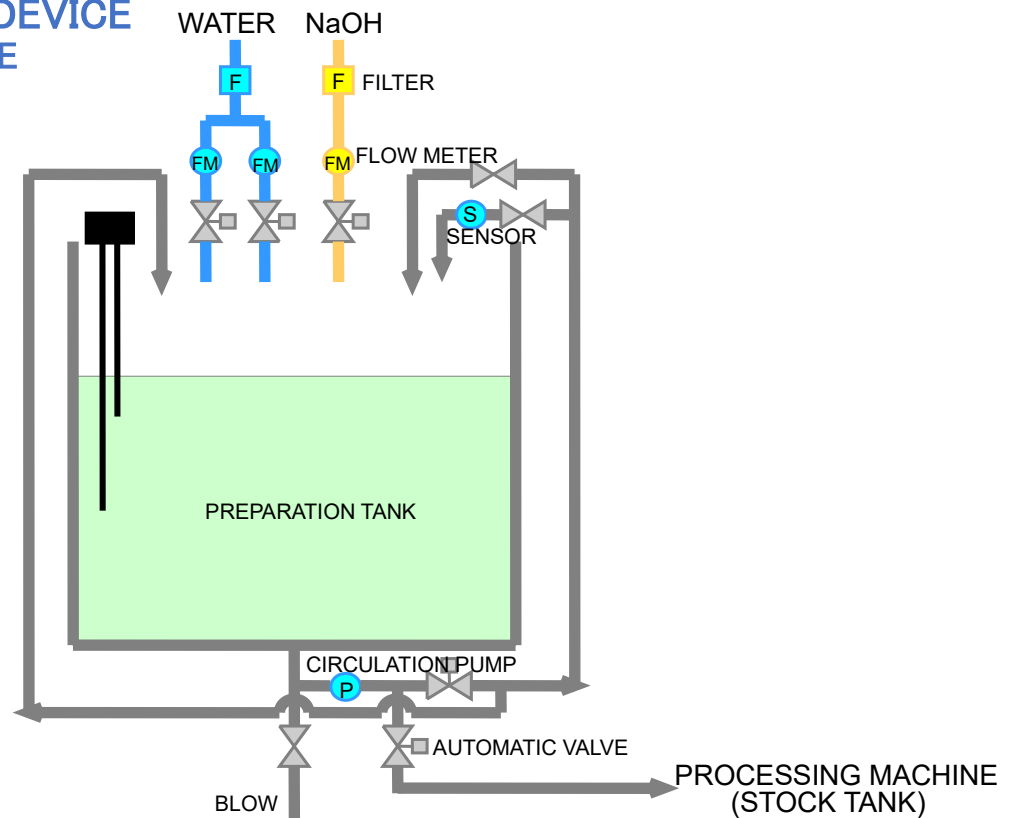 DEVICE
E
WATER NaOH
F F FILTER
FM FM FM FLOW METER
S
SENSOR
PREPARATION TANK
CIRCULATION PUMP
P
AUTOMATIC VALVE
PROCESSING MACHINE
(STOCK TANK)
BLOW